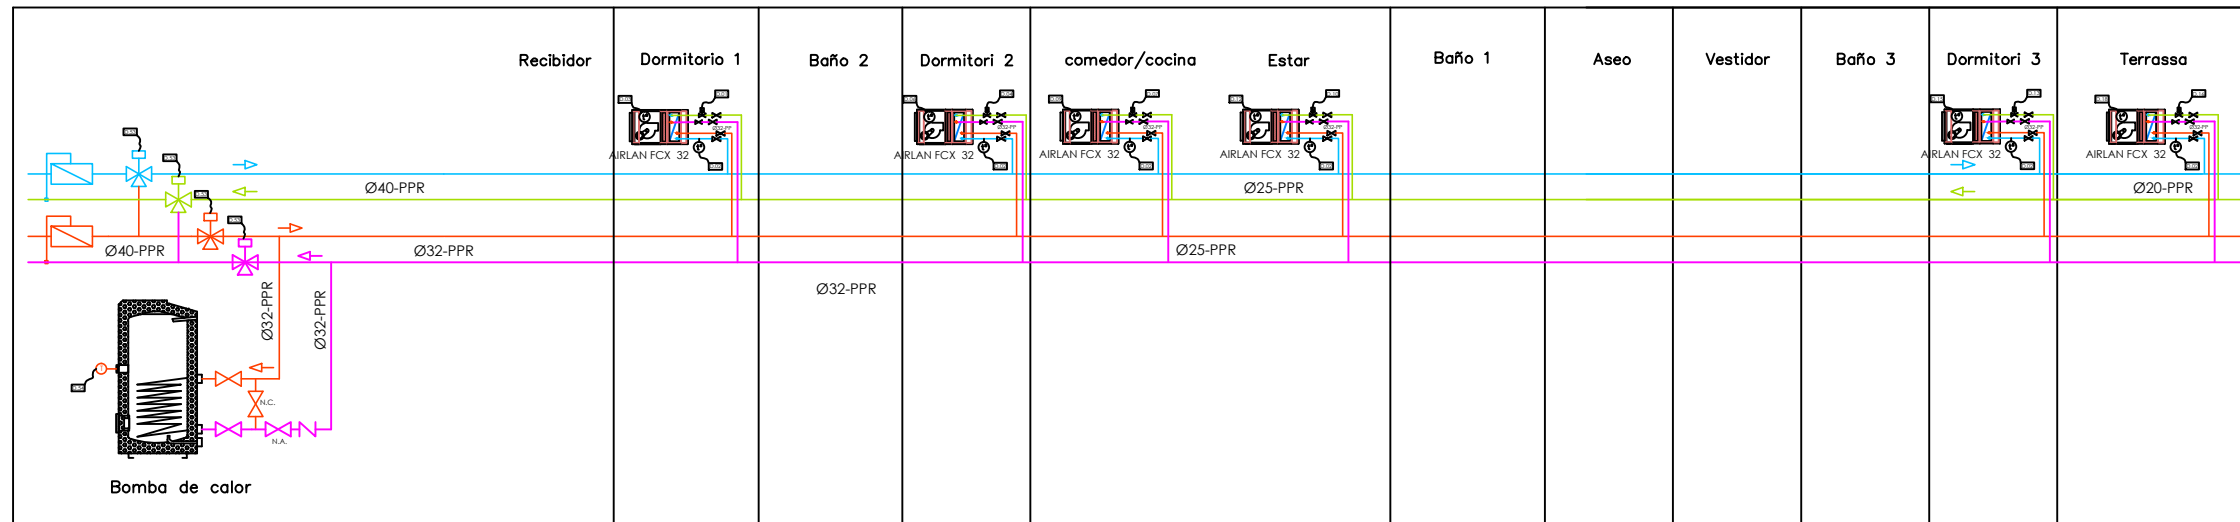 Recibidor
Dormitorio 1
Baño 2
Dormitori 2
comedor/cocina
Estar
Baño 1
Aseo
Vestidor
Baño 3
Dormitori 3
Terrassa
AIRLAN FCX 32
AIRLAN FCX 32
AIRLAN FCX 32
AIRLAN FCX 32
AIRLAN FCX 32
AIRLAN FCX 32
Ø40-PPR
Ø25-PPR
Ø20-PPR
Ø40-PPR
Ø32-PPR
Ø25-PPR
Ø32-PPR
Ø32-PPR
Ø32-PPR
N.C.
N.A.
Bomba de calor